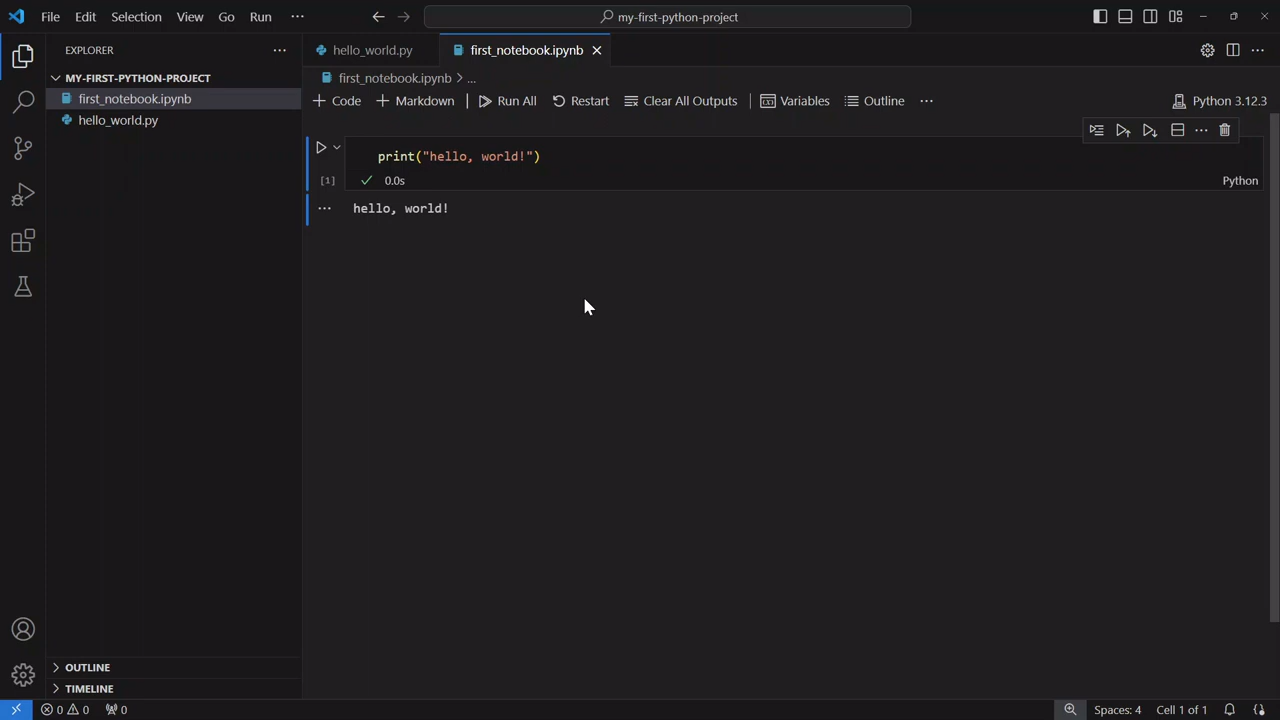 File Edit Selection View Go Run ··· my-first-python-project
EXPLORER ··· hello_world.py first_notebook.ipynb
MY-FIRST-PYTHON-PROJECT
first_notebook.ipynb
hello_world.py
first_notebook.ipynb > ...
+ Code + Markdown | Run All Restart Clear All Outputs | Variables Outline ··· Python 3.12.3
print("hello, world!")
[1] 0.0s Python
hello, world!
OUTLINE
TIMELINE
0 0 0 Spaces: 4 Cell 1 of 1